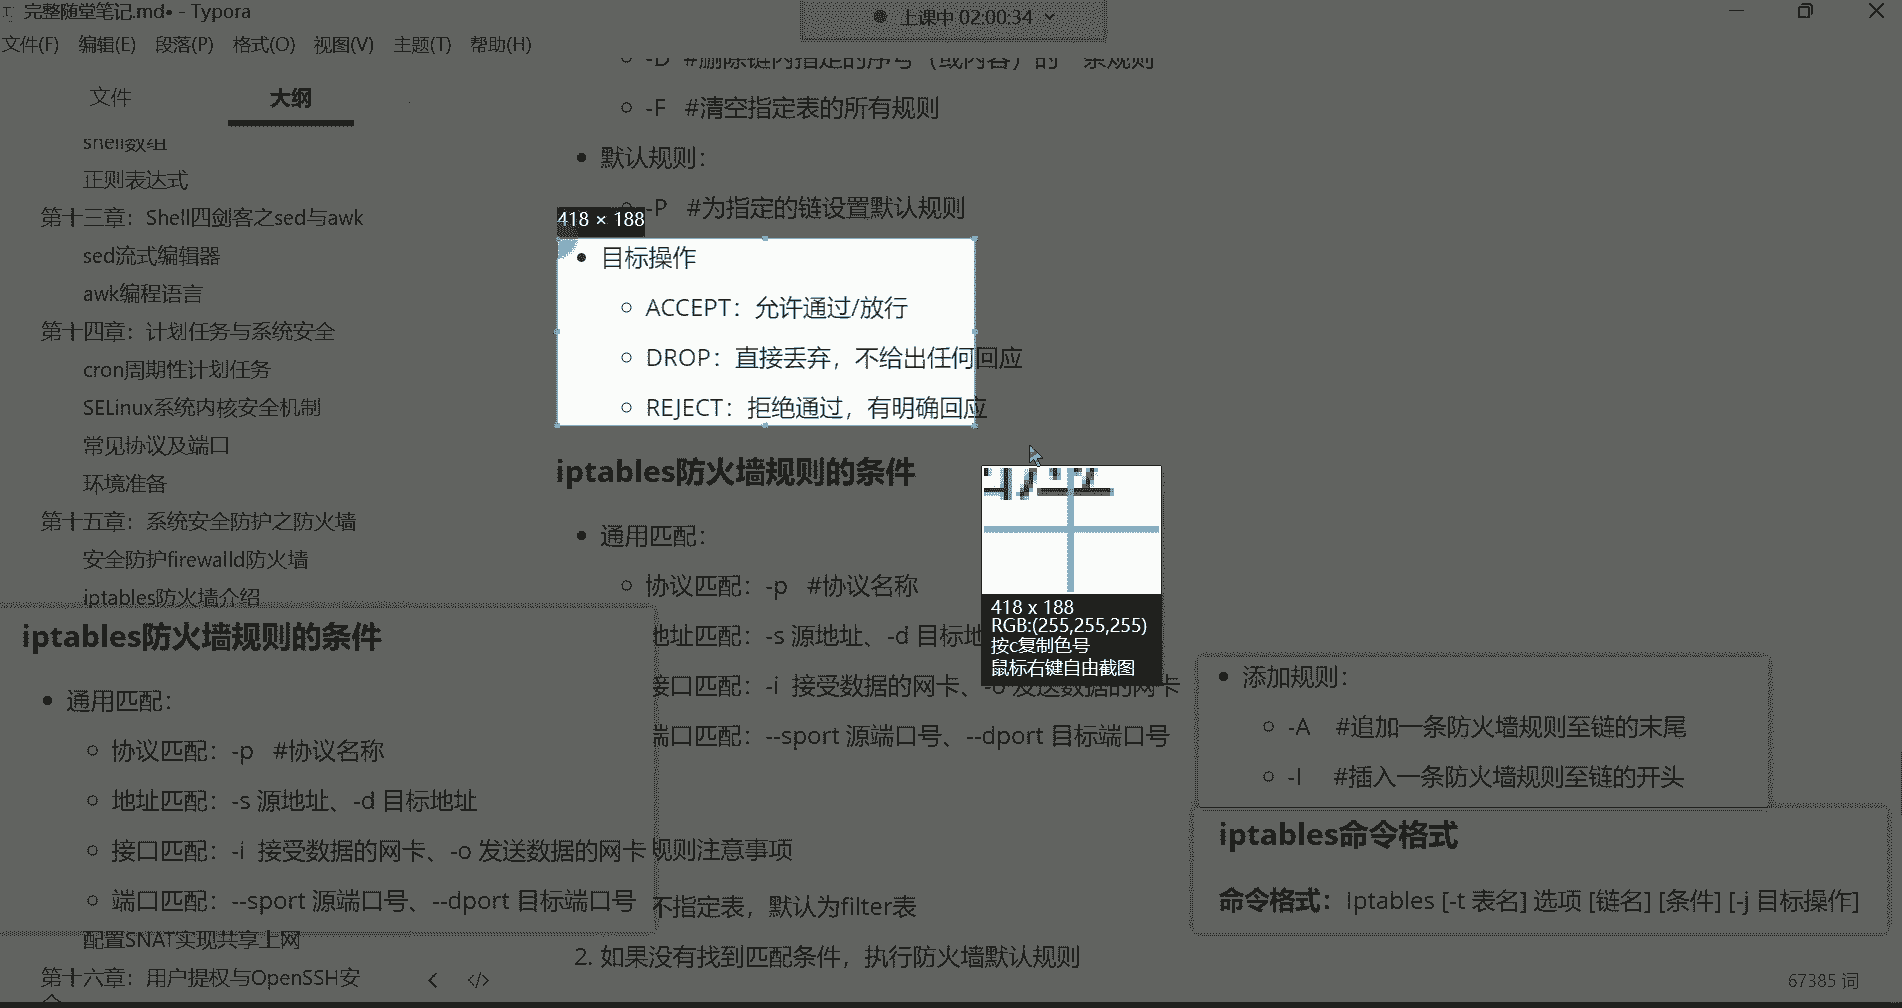 完整随堂笔记.md• - Typora
上课中 02:00:34
文件(F) 编辑(E) 段落(P) 格式(O) 视图(V) 主题(T) 帮助(H)
文件 大纲
shell数组
正则表达式
第十三章：Shell四剑客之sed与awk
sed流式编辑器
awk编程语言
第十四章：计划任务与系统安全
cron周期性计划任务
SELinux系统内核安全机制
常见协议及端口
环境准备
第十五章：系统安全防护之防火墙
安全防护firewalld防火墙
iptables防火墙介绍
-D #删除链内指定的序号（或内容）的一条规则
-F #清空指定表的所有规则
默认规则：
-P #为指定的链设置默认规则
418 × 188
目标操作
ACCEPT：允许通过/放行
DROP：直接丢弃，不给出任何回应
REJECT：拒绝通过，有明确回应
iptables防火墙规则的条件
通用匹配：
协议匹配：-p #协议名称
地址匹配：-s 源地址、-d 目标地
接口匹配：-i 接受数据的网卡、-o 发送数据的网卡
端口匹配：--sport 源端口号、--dport 目标端口号
418 x 188
RGB:(255,255,255)
按c复制色号
鼠标右键自由截图
iptables防火墙规则的条件
通用匹配：
协议匹配：-p #协议名称
地址匹配：-s 源地址、-d 目标地址
接口匹配：-i 接受数据的网卡、-o 发送数据的网卡
端口匹配：--sport 源端口号、--dport 目标端口号
规则注意事项
不指定表，默认为filter表
2. 如果没有找到匹配条件，执行防火墙默认规则
添加规则：
-A #追加一条防火墙规则至链的末尾
-I #插入一条防火墙规则至链的开头
iptables命令格式
命令格式：Iptables [-t 表名] 选项 [链名] [条件] [-j 目标操作]
配置SNAT实现共享上网
第十六章：用户提权与OpenSSH安
67385 词